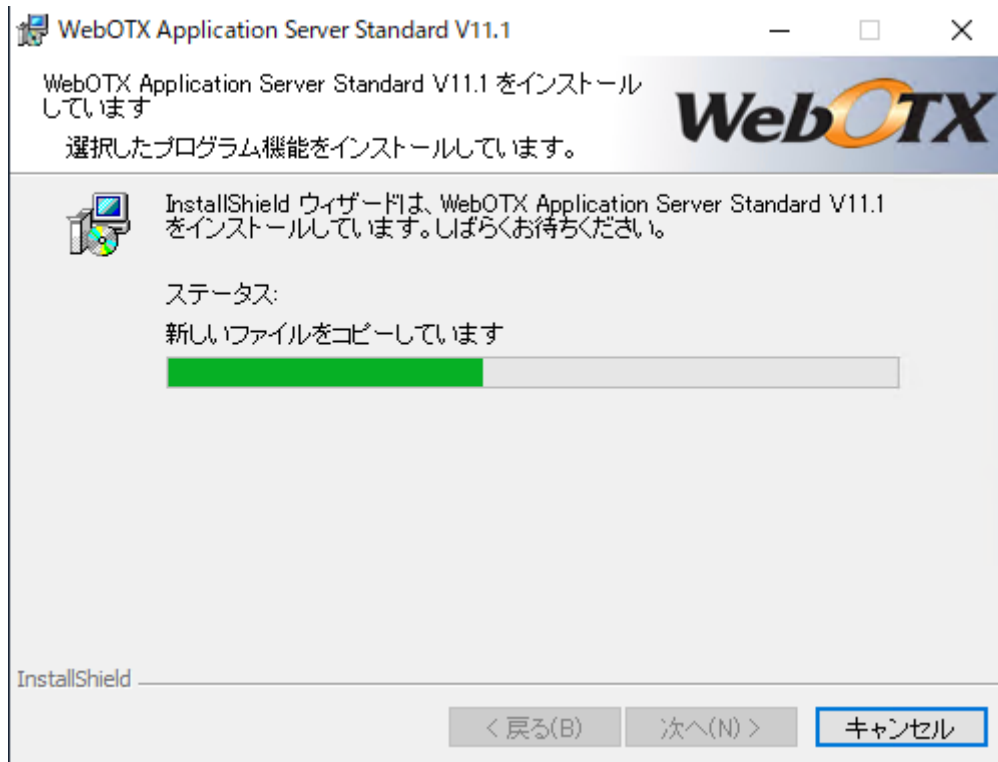 WebOTX Application Server Standard V11.1
WebOTX Application Server Standard V11.1 をインストール
しています
選択したプログラム機能をインストールしています。
WebOTX
InstallShield ウィザードは、WebOTX Application Server Standard V11.1
をインストールしています。しばらくお待ちください。
ステータス:
新しいファイルをコピーしています
InstallShield
< 戻る(B)
次へ(N) >
キャンセル